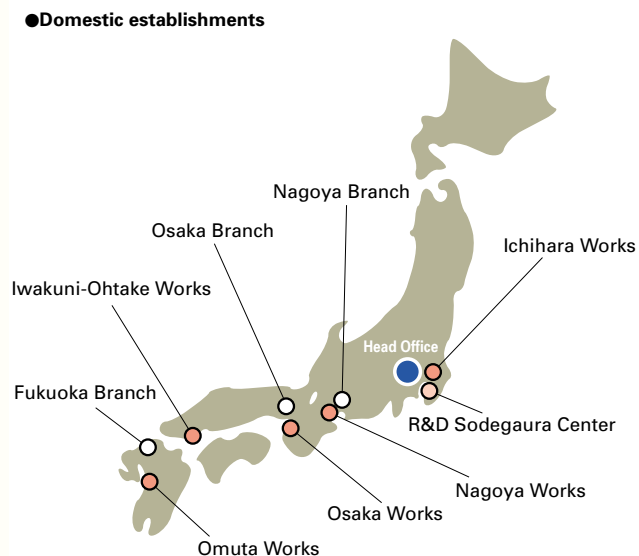 ●Domestic establishments
Nagoya Branch
Osaka Branch
Ichihara Works
Iwakuni-Ohtake Works
Head Office
Fukuoka Branch
R&D Sodegaura Center
Nagoya Works
Osaka Works
Omuta Works